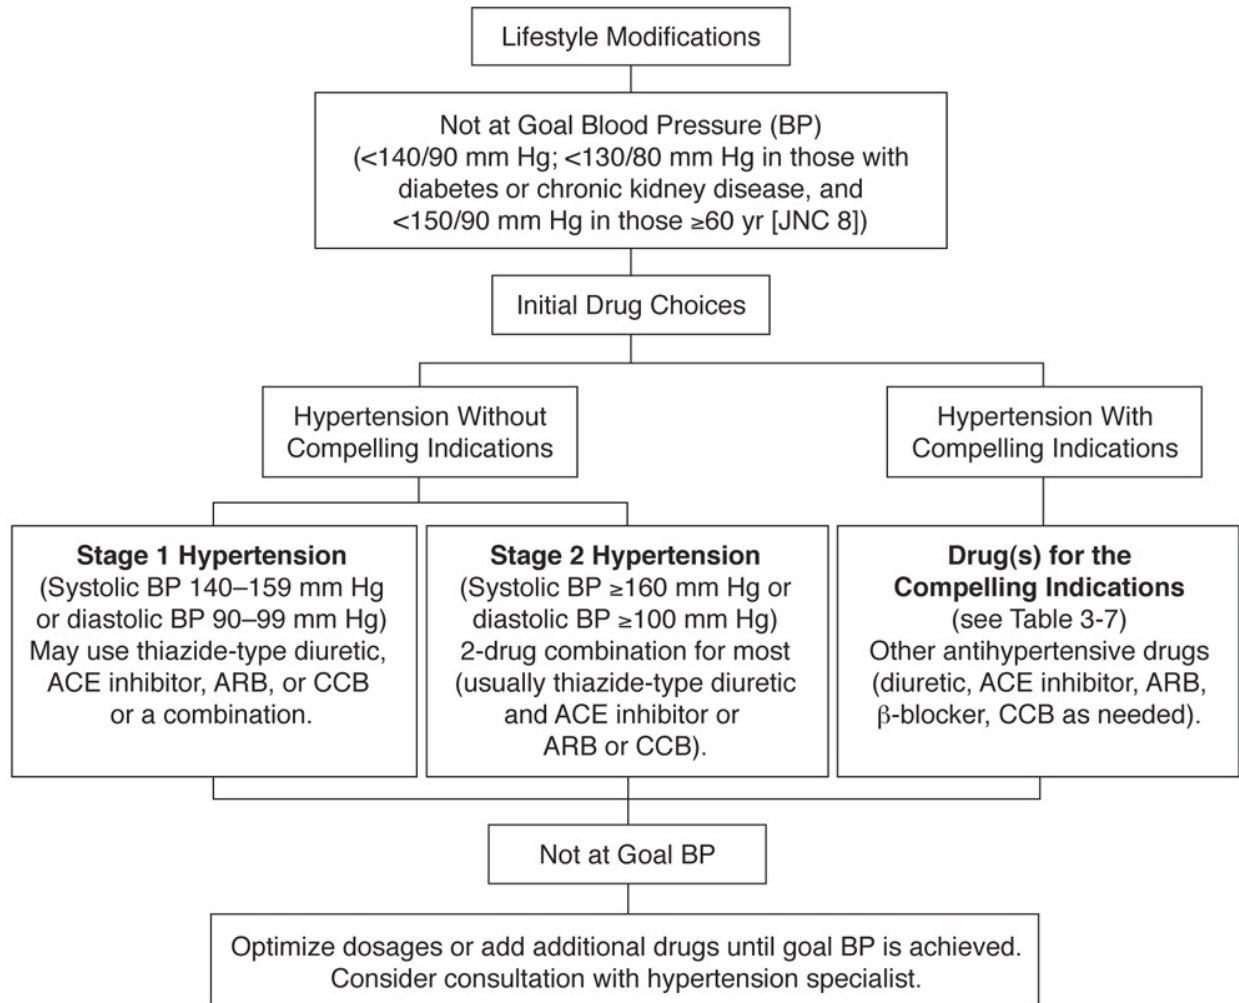 Lifestyle Modifications
Not at Goal Blood Pressure (BP)
(<140/90 mm Hg; <130/80 mm Hg in those with
diabetes or chronic kidney disease, and
<150/90 mm Hg in those ≥60 yr [JNC 8])
Initial Drug Choices
Hypertension Without
Compelling Indications
Hypertension With
Compelling Indications
Stage 1 Hypertension
(Systolic BP 140–159 mm Hg
or diastolic BP 90–99 mm Hg)
May use thiazide-type diuretic,
ACE inhibitor, ARB, or CCB
or a combination.
Stage 2 Hypertension
(Systolic BP ≥160 mm Hg or
diastolic BP ≥100 mm Hg)
2-drug combination for most
(usually thiazide-type diuretic
and ACE inhibitor or
ARB or CCB).
Drug(s) for the
Compelling Indications
(see Table 3-7)
Other antihypertensive drugs
(diuretic, ACE inhibitor, ARB,
β-blocker, CCB as needed).
Not at Goal BP
Optimize dosages or add additional drugs until goal BP is achieved.
Consider consultation with hypertension specialist.